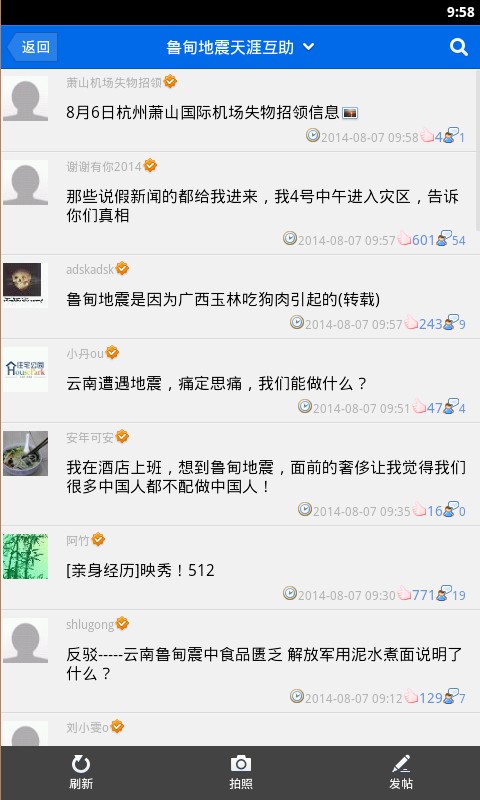 9:58
返回
鲁甸地震天涯互助
萧山机场失物招领
8月6日杭州萧山国际机场失物招领信息
2014-08-07 09:58 4 1
谢谢有你2014
那些说假新闻的都给我进来，我4号中午进入灾区，告诉
你们真相
2014-08-07 09:57 601 54
adskadsk
鲁甸地震是因为广西玉林吃狗肉引起的(转载)
2014-08-07 09:57 243 9
住宅公园
House Park
小丹ou
云南遭遇地震，痛定思痛，我们能做什么？
2014-08-07 09:51 47 4
安年可安
我在酒店上班，想到鲁甸地震，面前的奢侈让我觉得我们
很多中国人都不配做中国人！
2014-08-07 09:35 16 0
阿竹
[亲身经历]映秀！512
2014-08-07 09:30 771 19
shlugong
反驳-----云南鲁甸震中食品匮乏 解放军用泥水煮面说明了
什么？
2014-08-07 09:12 129 7
刘小雯o
刷新
拍照
发帖